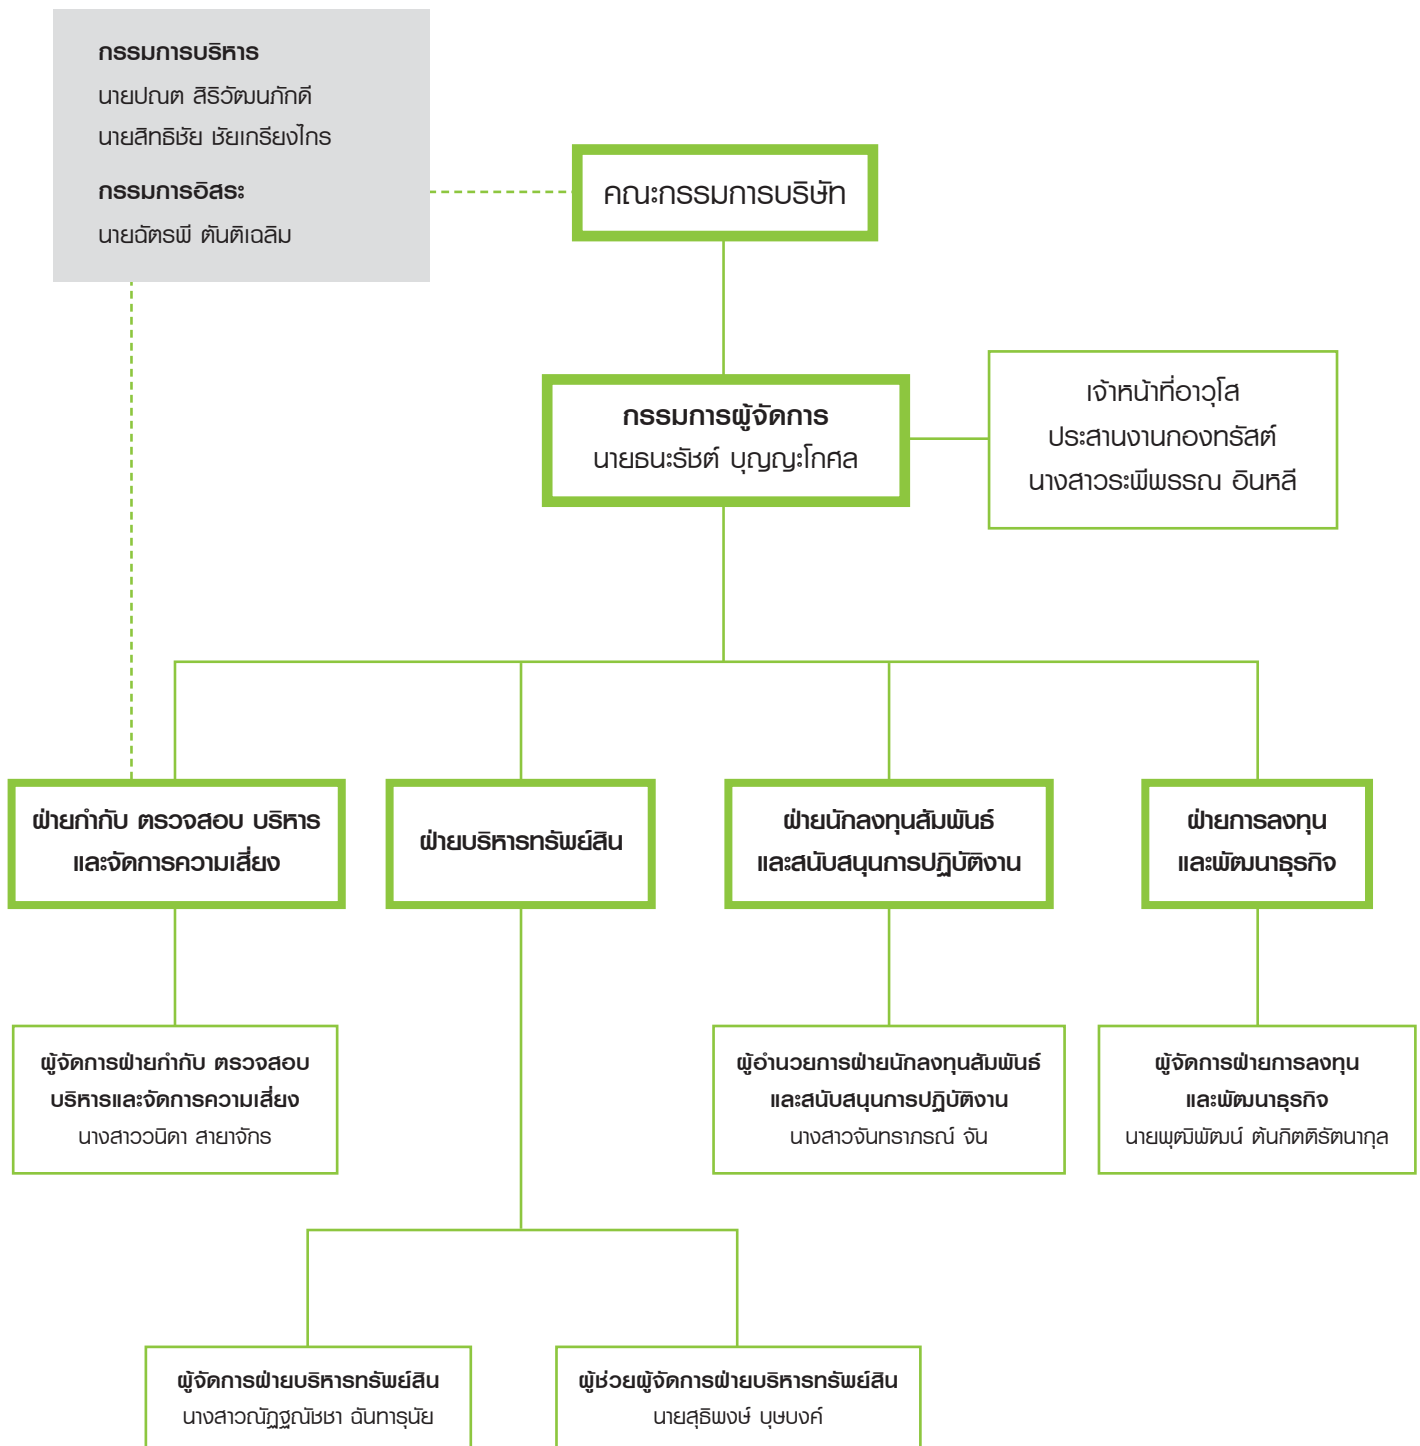 กรรมการบริหาร
นายปณต สิริวัฒนภักดี
นายสิทธิชัย ชัยเกรียงไกร
กรรมการอิสระ
นายฉัตรพี ตันติเฉลิม
คณะกรรมการบริษัท
กรรมการผู้จัดการ
นายธนะรัชต์ บุญญะโกศล
เจ้าหน้าที่อาวุโส
ประสานงานกองทรัสต์
นางสาวระพีพรรณ อินหลี
ฝ่ายกำกับ ตรวจสอบ บริหาร
และจัดการความเสี่ยง
ฝ่ายบริหารทรัพย์สิน
ฝ่ายนักลงทุนสัมพันธ์
และสนับสนุนการปฏิบัติงาน
ฝ่ายการลงทุน
และพัฒนาธุรกิจ
ผู้จัดการฝ่ายกำกับ ตรวจสอบ
บริหารและจัดการความเสี่ยง
นางสาววนิดา สายาจักร
ผู้อำนวยการฝ่ายนักลงทุนสัมพันธ์
และสนับสนุนการปฏิบัติงาน
นางสาวจันทราภรณ์ จัน
ผู้จัดการฝ่ายการลงทุน
และพัฒนาธุรกิจ
นายพุฒิพัฒน์ ต้นกิตติรัตนากุล
ผู้จัดการฝ่ายบริหารทรัพย์สิน
นางสาวณัฏฐณัชชา ฉันทารุนัย
ผู้ช่วยผู้จัดการฝ่ายบริหารทรัพย์สิน
นายสุธิพงษ์ บุษบงค์